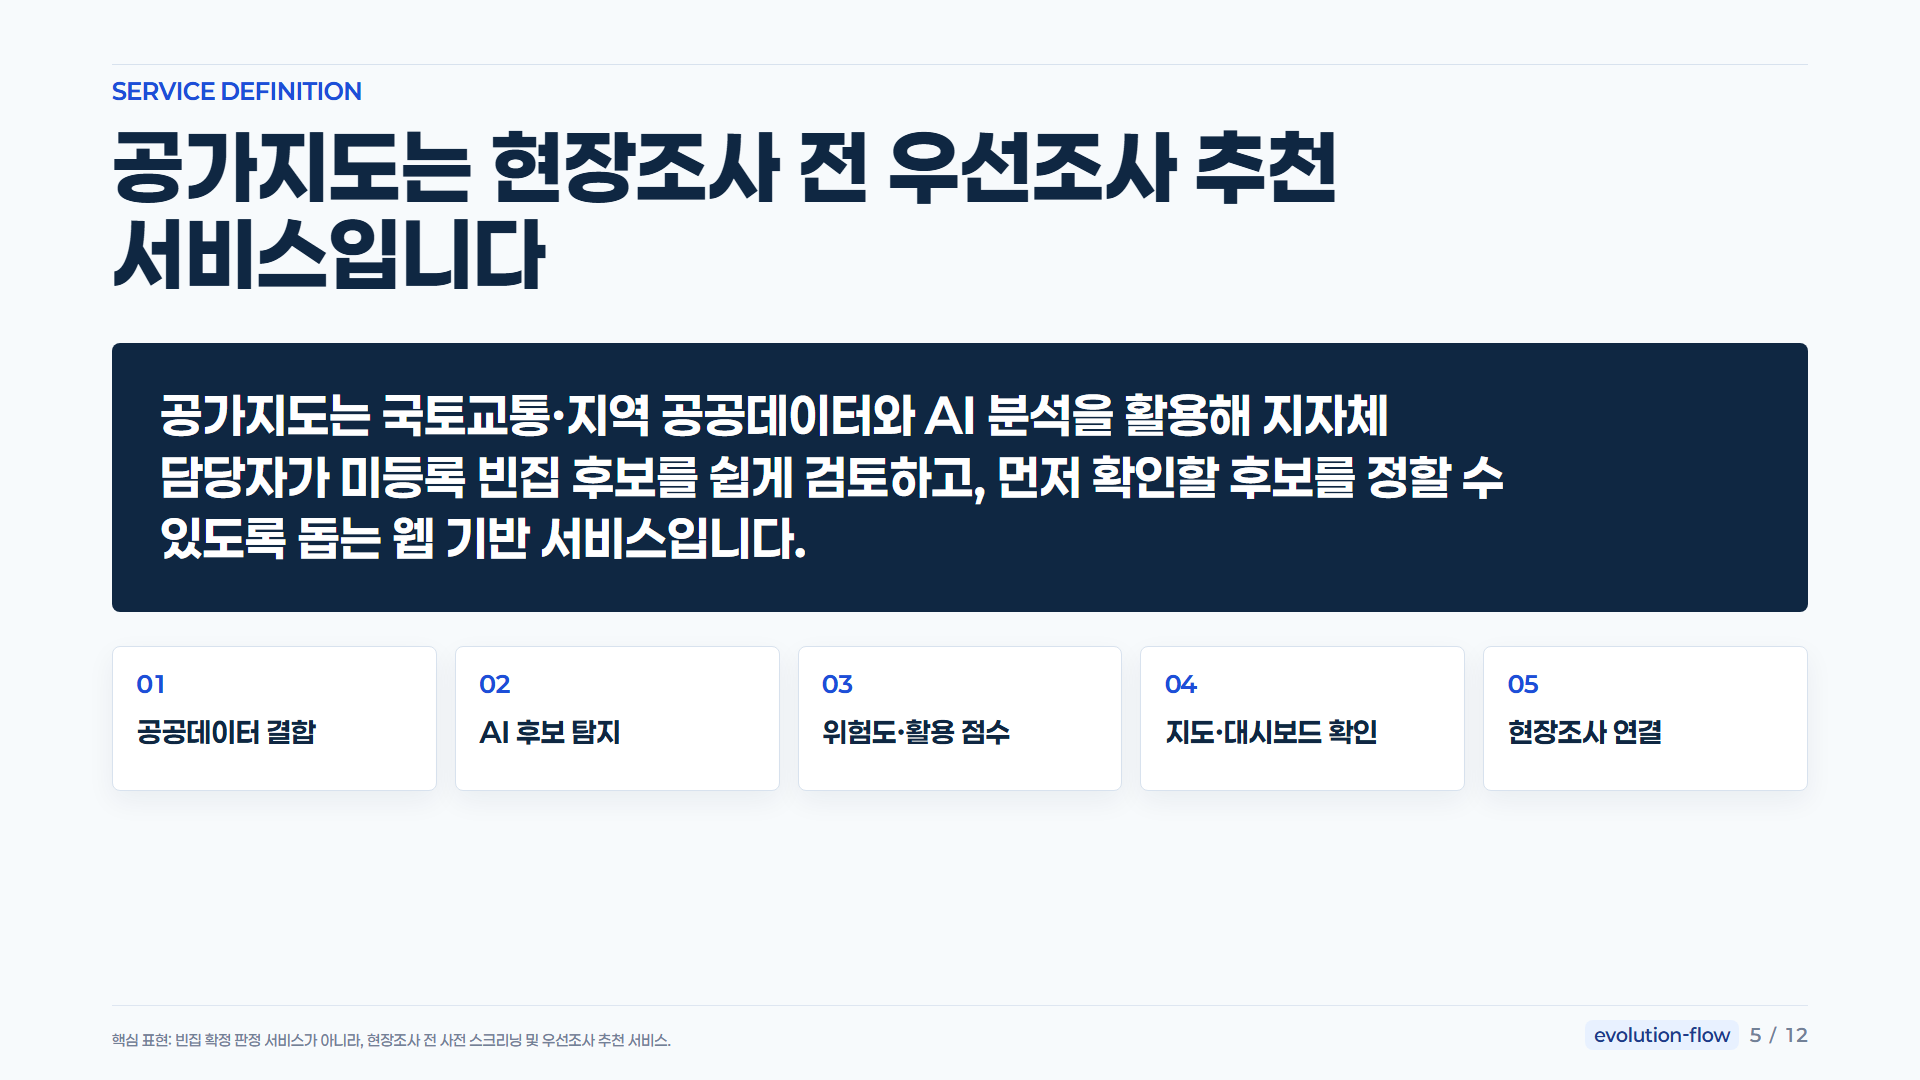 SERVICE DEFINITION
공가지도는 현장조사 전 우선조사 추천
서비스입니다
공가지도는 국토교통·지역 공공데이터와 AI 분석을 활용해 지자체
담당자가 미등록 빈집 후보를 쉽게 검토하고, 먼저 확인할 후보를 정할 수
있도록 돕는 웹 기반 서비스입니다.
01
공공데이터 결합
02
AI 후보 탐지
03
위험도·활용 점수
04
지도·대시보드 확인
05
현장조사 연결
핵심 표현: 빈집 확정 판정 서비스가 아니라, 현장조사 전 사전 스크리닝 및 우선조사 추천 서비스.
evolution-flow 5 / 12